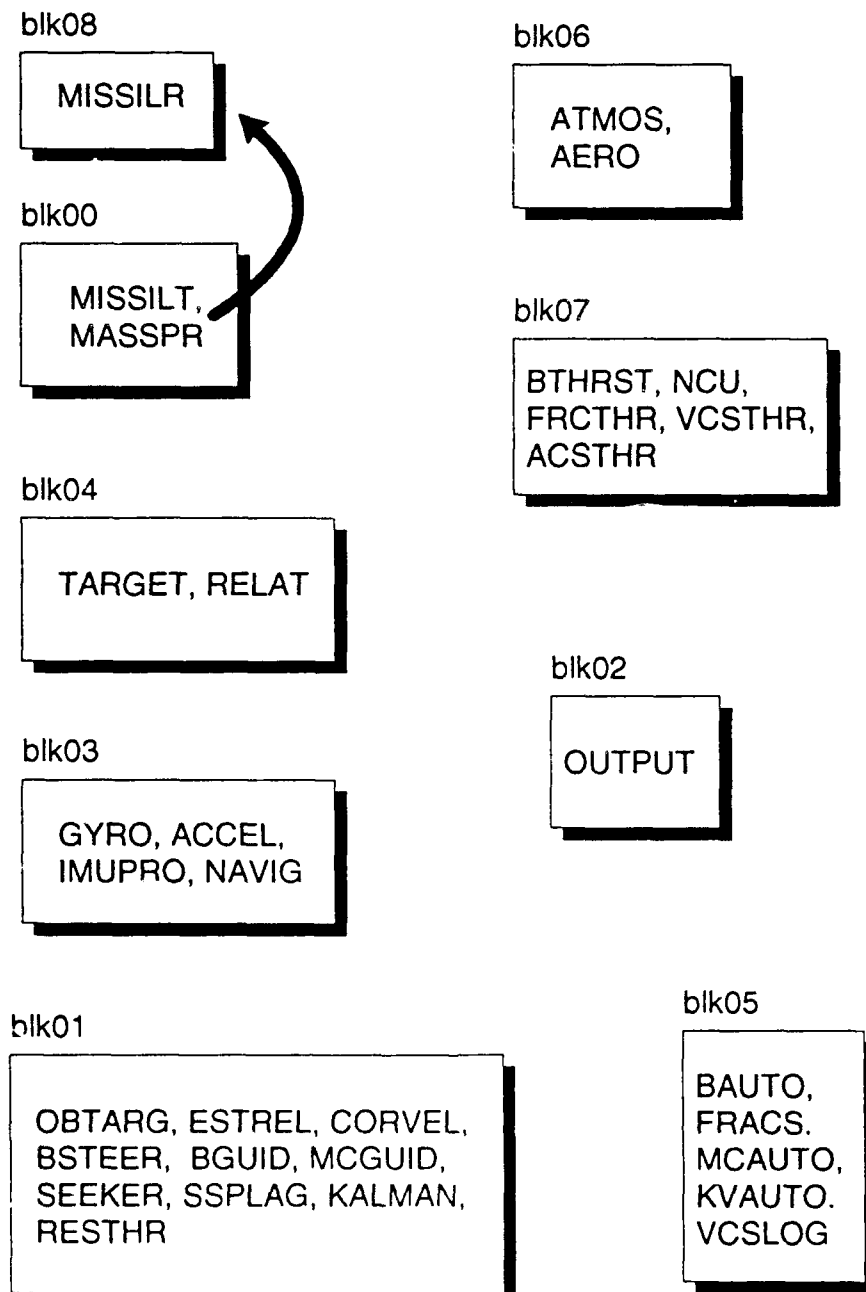 blk08
MISSILR
blk00
MISSILT,
MASSPR
blk04
TARGET, RELAT
blk03
GYRO, ACCEL,
IMUPRO, NAVIG
blk01
OBTARG, ESTREL, CORVEL,
BSTEER, BGUID, MCGUID,
SEEKER, SSPLAG, KALMAN,
RESTHR
blk06
ATMOS,
AERO
blk07
BTHRST, NCU,
FRCTHR, VCSTHR,
ACSTHR
blk02
OUTPUT
blk05
BAUTO,
FRACS.
MCAUTO,
KVAUTO.
VCSLOG